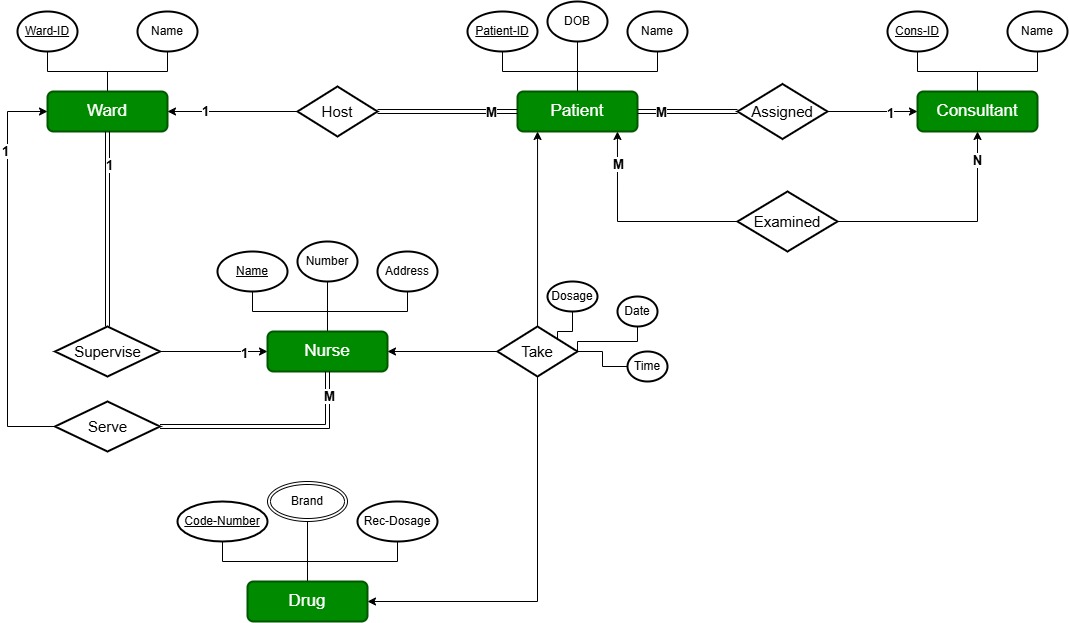 Ward-ID
Name
Patient-ID
DOB
Name
Cons-ID
Name
Ward
1
Host
M
Patient
M
Assigned
1
Consultant
1
1
M
N
Examined
Name
Number
Address
Dosage
Date
Supervise
1
Nurse
Take
Time
M
Serve
Code-Number
Brand
Rec-Dosage
Drug